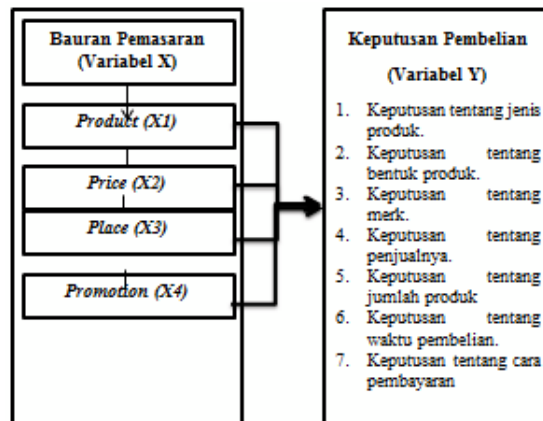 Bauran Pemasaran
(Variabel X)
Product (X1)
Price (X2)
Place (X3)
Promotion (X4)
Keputusan Pembelian
(Variabel Y)
1. Keputusan tentang jenis
produk.
2. Keputusan tentang
bentuk produk.
3. Keputusan tentang
merk.
4. Keputusan tentang
penjualnya.
5. Keputusan tentang
jumlah produk
6. Keputusan tentang
waktu pembelian.
7. Keputusan tentang cara
pembayaran